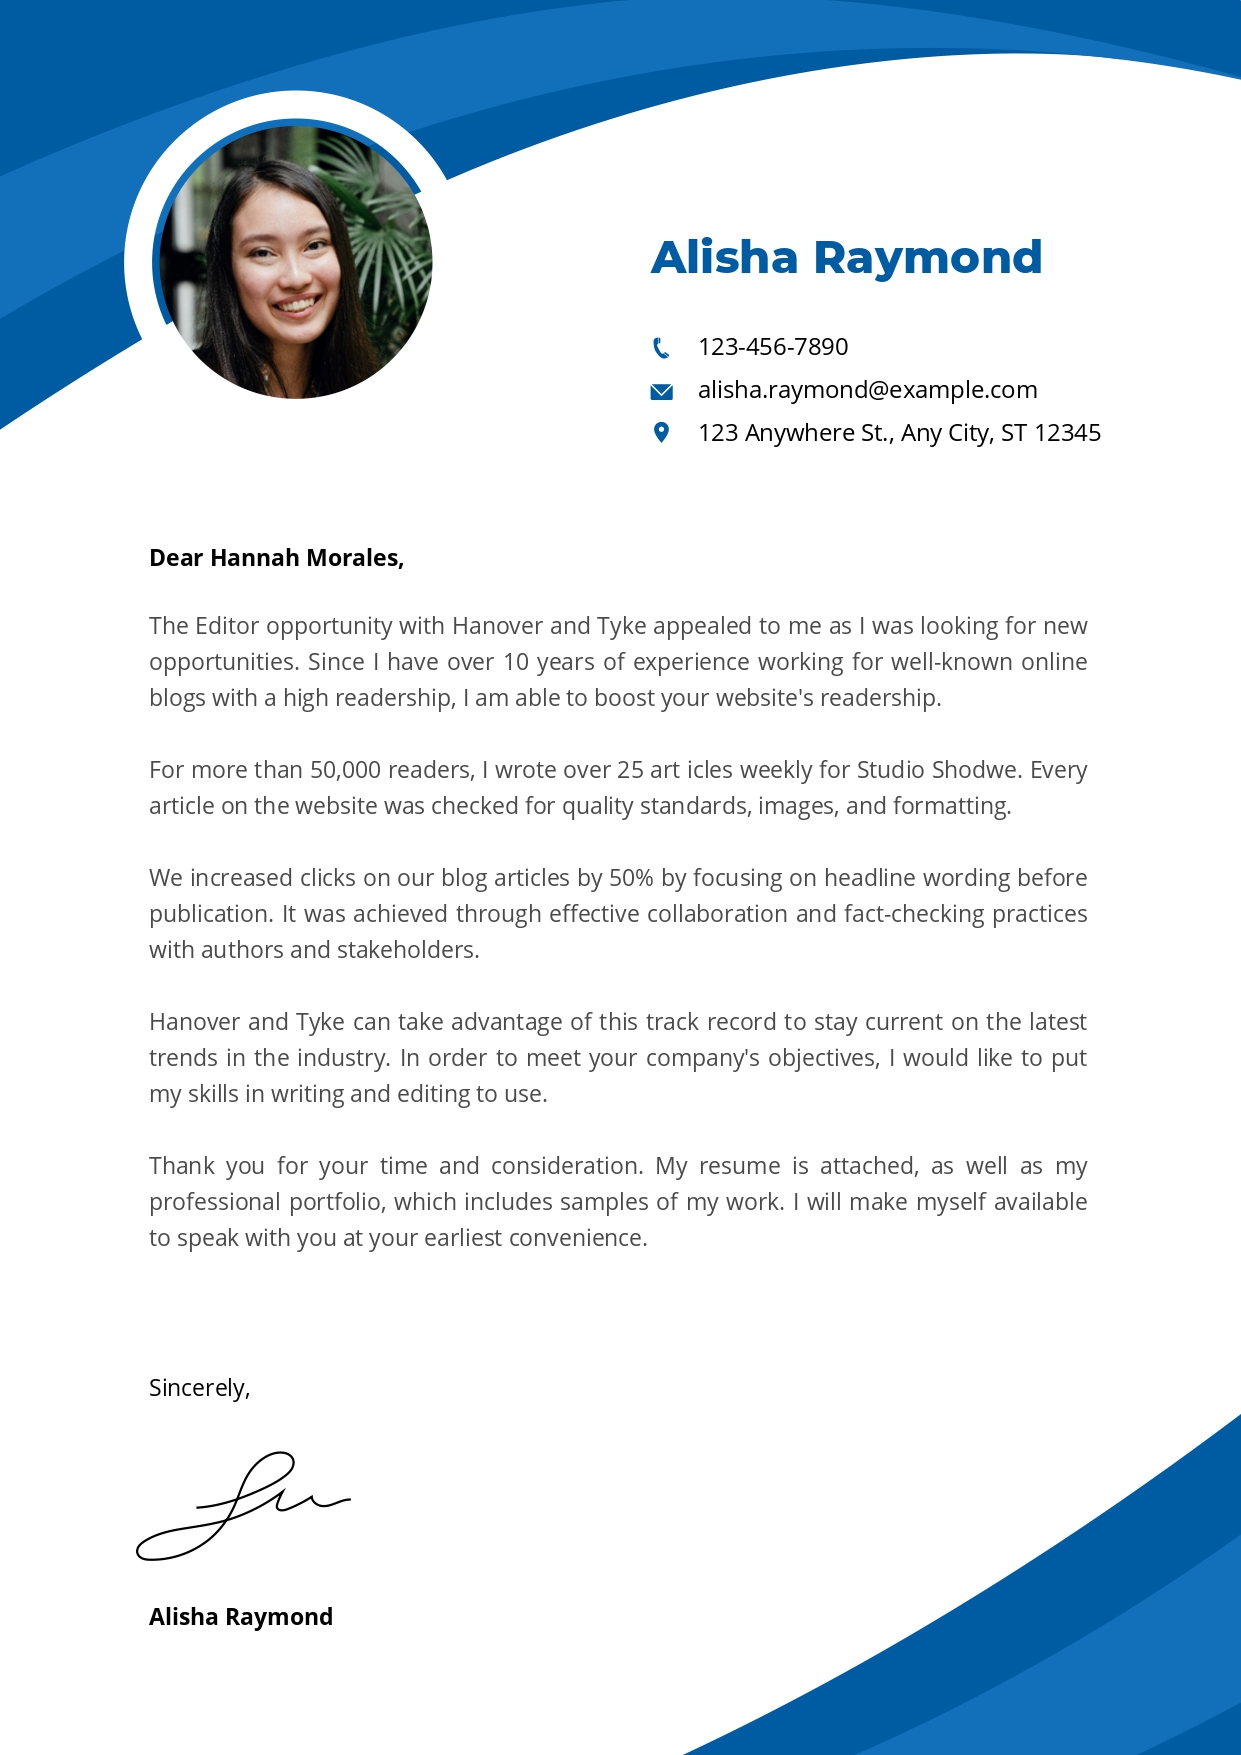 Alisha Raymond
123-456-7890
alisha.raymond@example.com
123 Anywhere St., Any City, ST 12345
Dear Hannah Morales,
The Editor opportunity with Hanover and Tyke appealed to me as I was looking for new
opportunities. Since I have over 10 years of experience working for well-known online
blogs with a high readership, I am able to boost your website's readership.
For more than 50,000 readers, I wrote over 25 art icles weekly for Studio Shodwe. Every
article on the website was checked for quality standards, images, and formatting.
We increased clicks on our blog articles by 50% by focusing on headline wording before
publication. It was achieved through effective collaboration and fact-checking practices
with authors and stakeholders.
Hanover and Tyke can take advantage of this track record to stay current on the latest
trends in the industry. In order to meet your company's objectives, I would like to put
my skills in writing and editing to use.
Thank you for your time and consideration. My resume is attached, as well as my
professional portfolio, which includes samples of my work. I will make myself available
to speak with you at your earliest convenience.
Sincerely,
Alisha Raymond